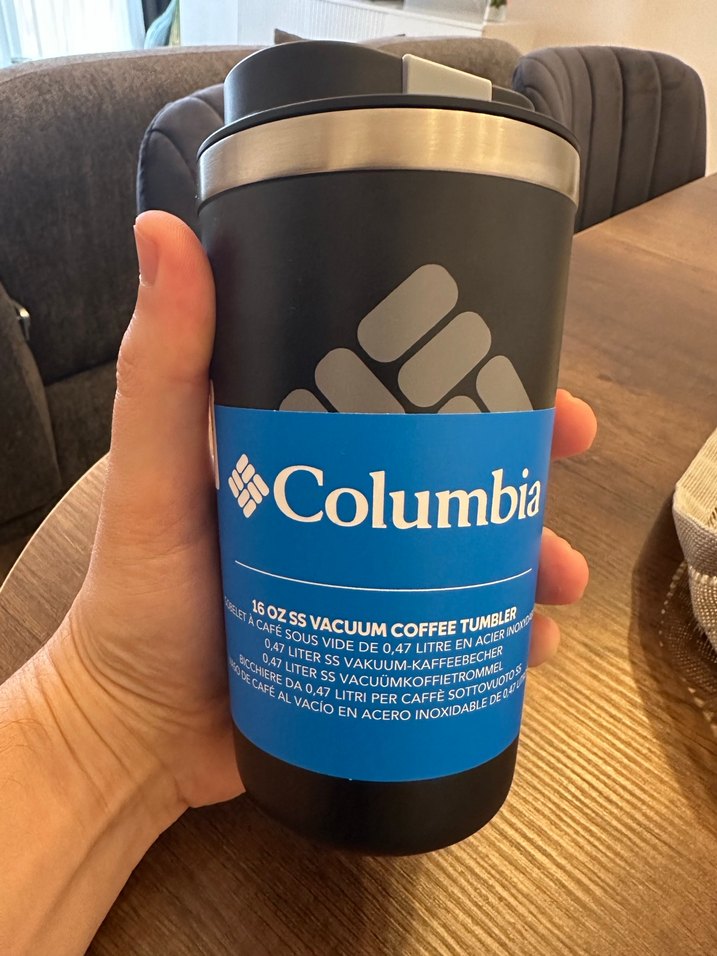 Columbia
16 OZ SS VACUUM COFFEE TUMBLER
À CAFÉ SOUS VIDE DE 0,47 LITRE EN ACIER
0,47 LITER SS VAKUUM-KAFFEEBECHER
0,47 LITER SS VACUÜMKOFFIETROMMEL
BICCHIERE DA 0,47 LITRI PER CAFFÈ SOTTOVUOTO SS
DE CAFÉ AL VACÍO EN ACERO INOXIDABLE DE 0,47